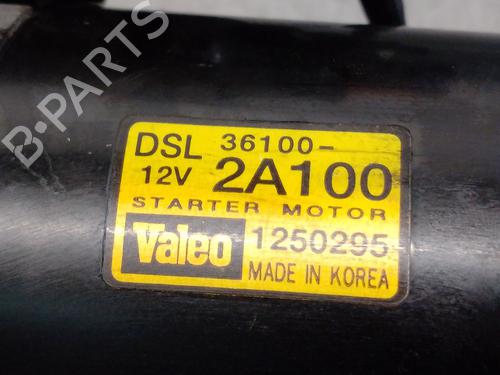 B-PARTS
DSL 36100-
12V 2A100
STARTER MOTOR
Valeo 1250295
MADE IN KOREA